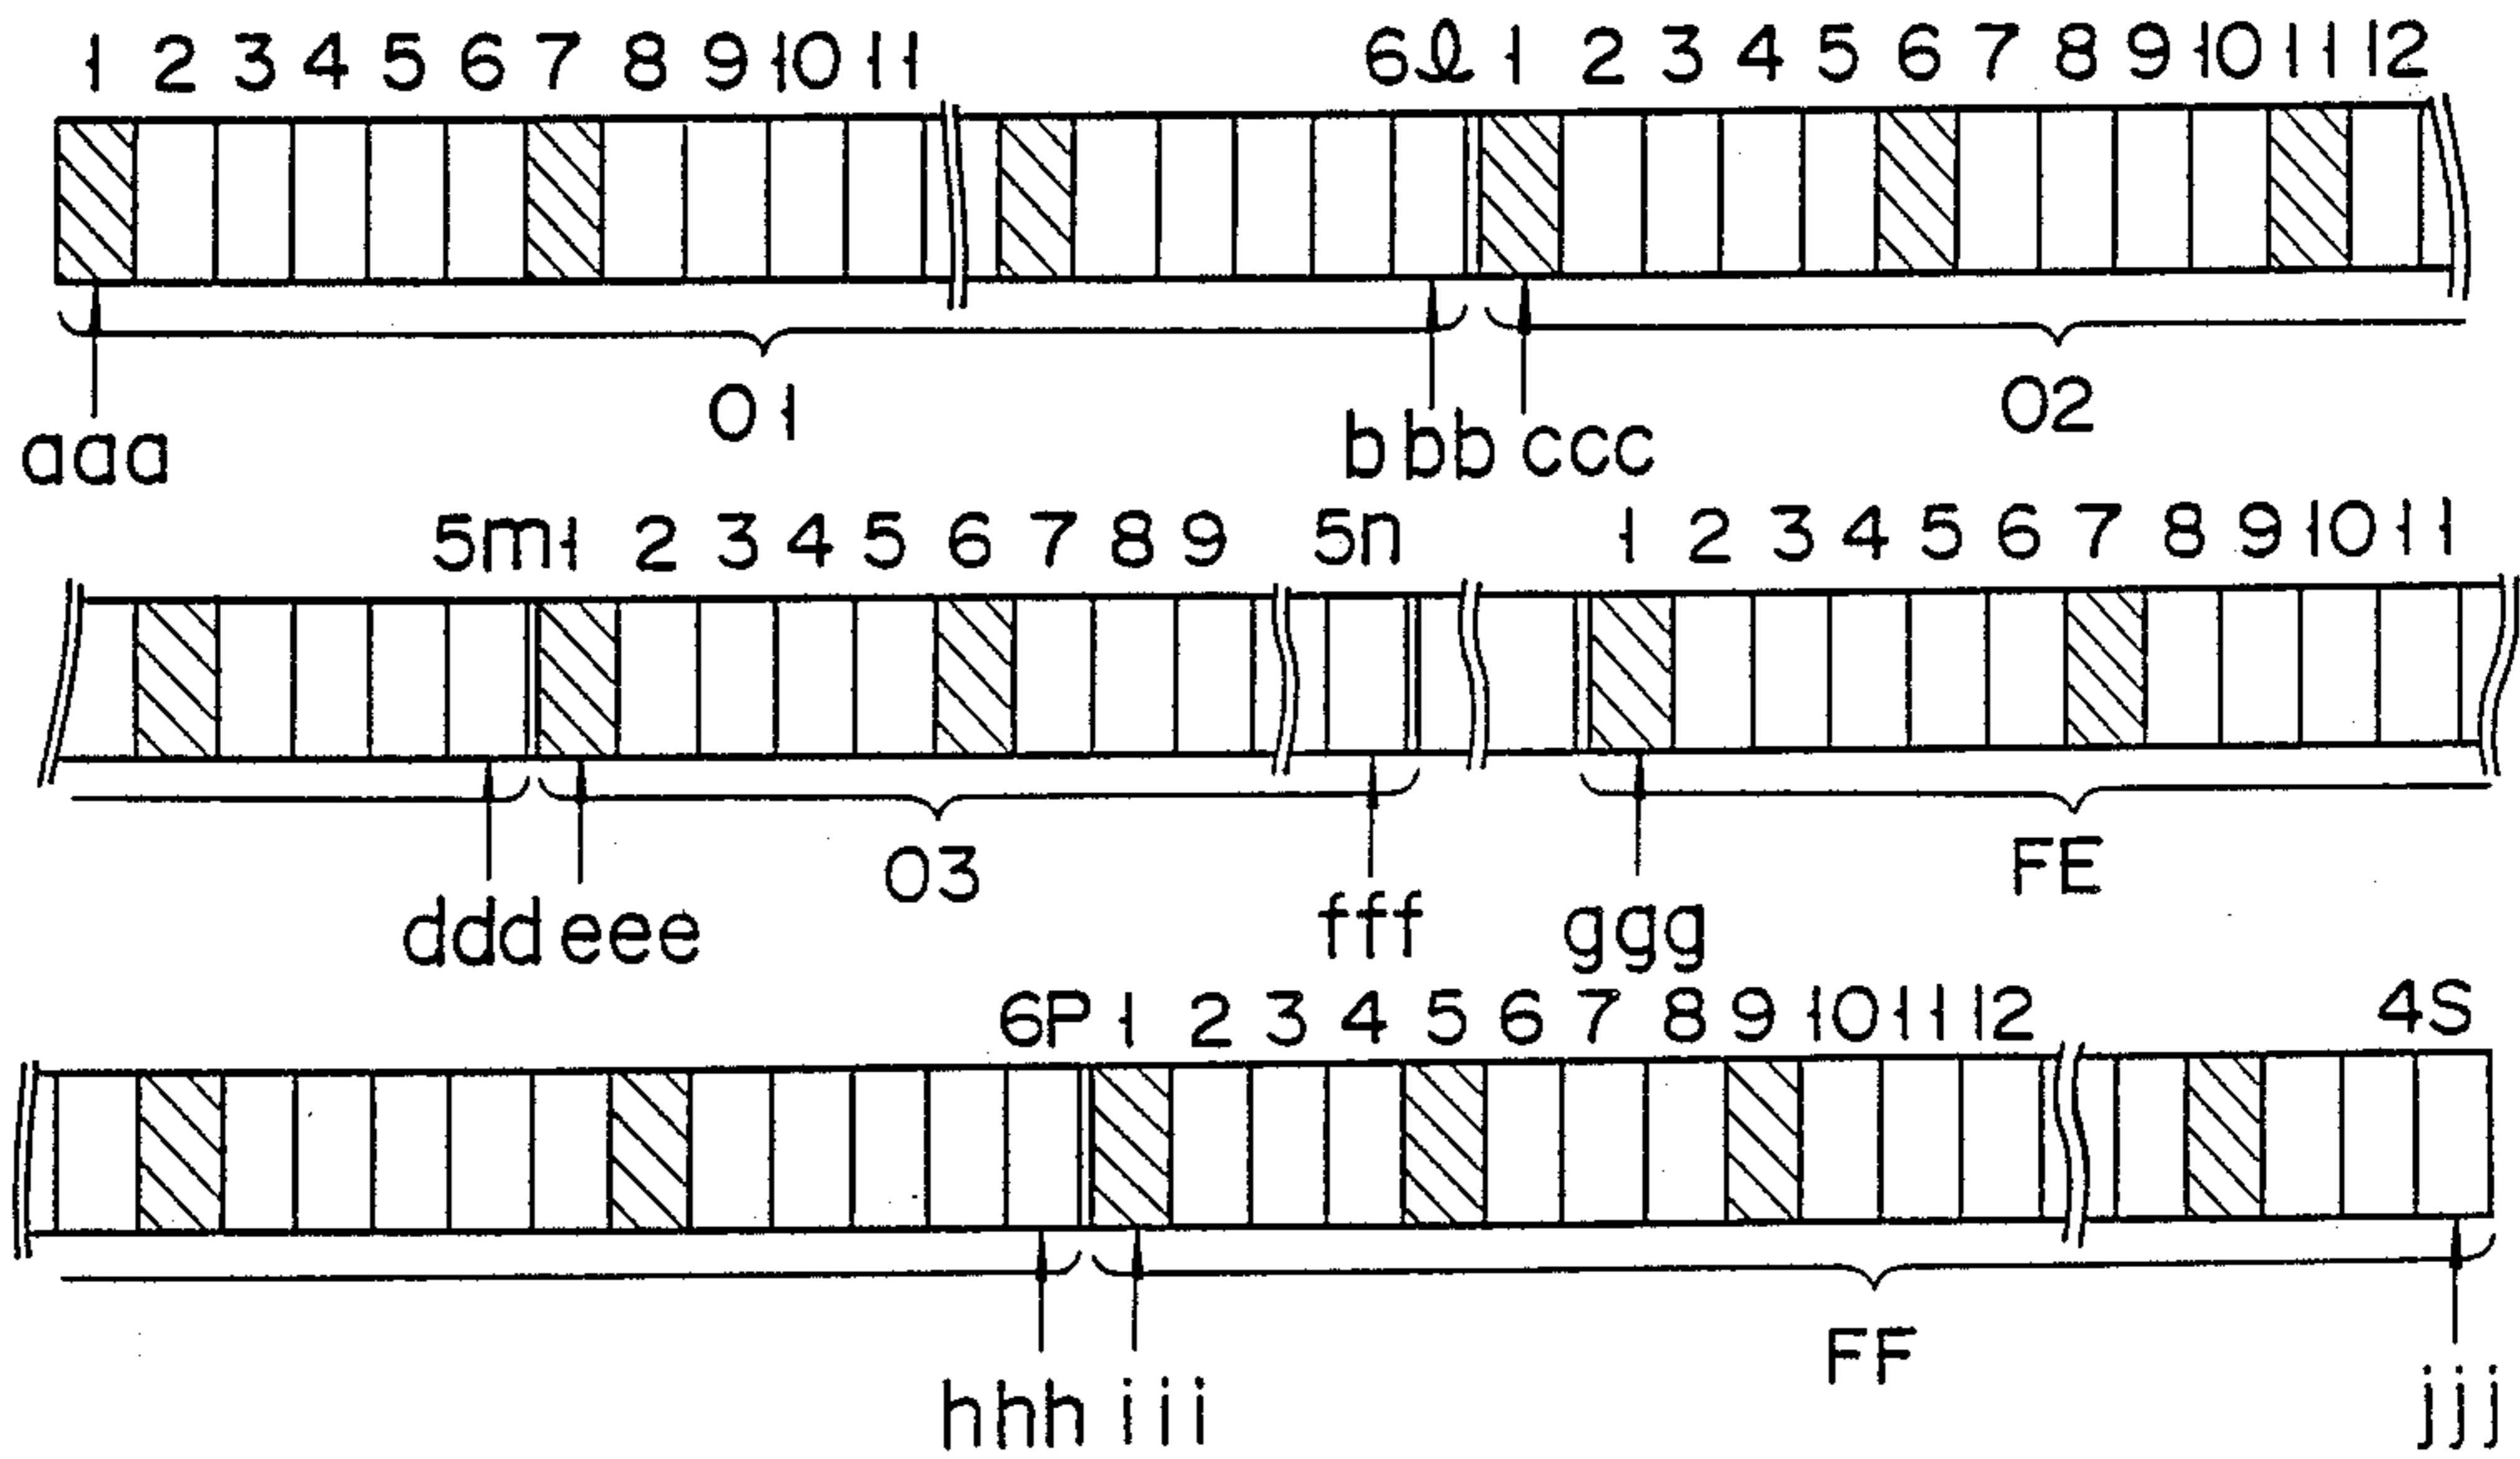 1 2 3 4 5 6 7 8 9 10 11 6ℓ 1 2 3 4 5 6 7 8 9 10 11 12
01 02
aaa bbb ccc
5m 1 2 3 4 5 6 7 8 9 5n 1 2 3 4 5 6 7 8 9 10 11
03 FE
ddd eee fff ggg
6P 1 2 3 4 5 6 7 8 9 10 11 12 4S
FF
hhh iii jjj